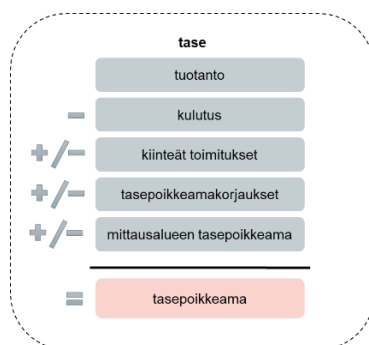 tase
tuotanto
− kulutus
+/− kiinteät toimitukset
+/− tasepoikkeamakorjaukset
+/− mittausalueen tasepoikkeama
= tasepoikkeama